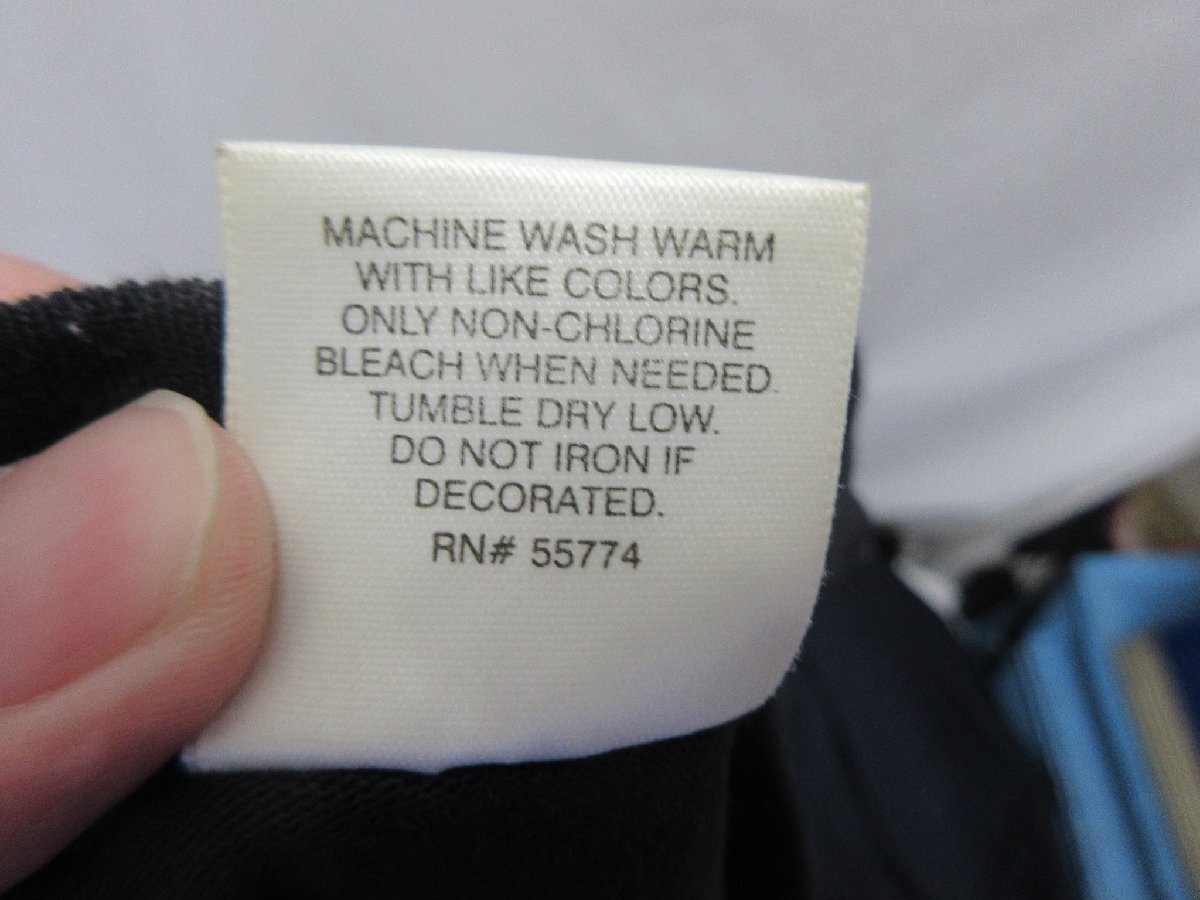 MACHINE WASH WARM
WITH LIKE COLORS.
ONLY NON-CHLORINE
BLEACH WHEN NEEDED.
TUMBLE DRY LOW.
DO NOT IRON IF
DECORATED.
RN# 55774